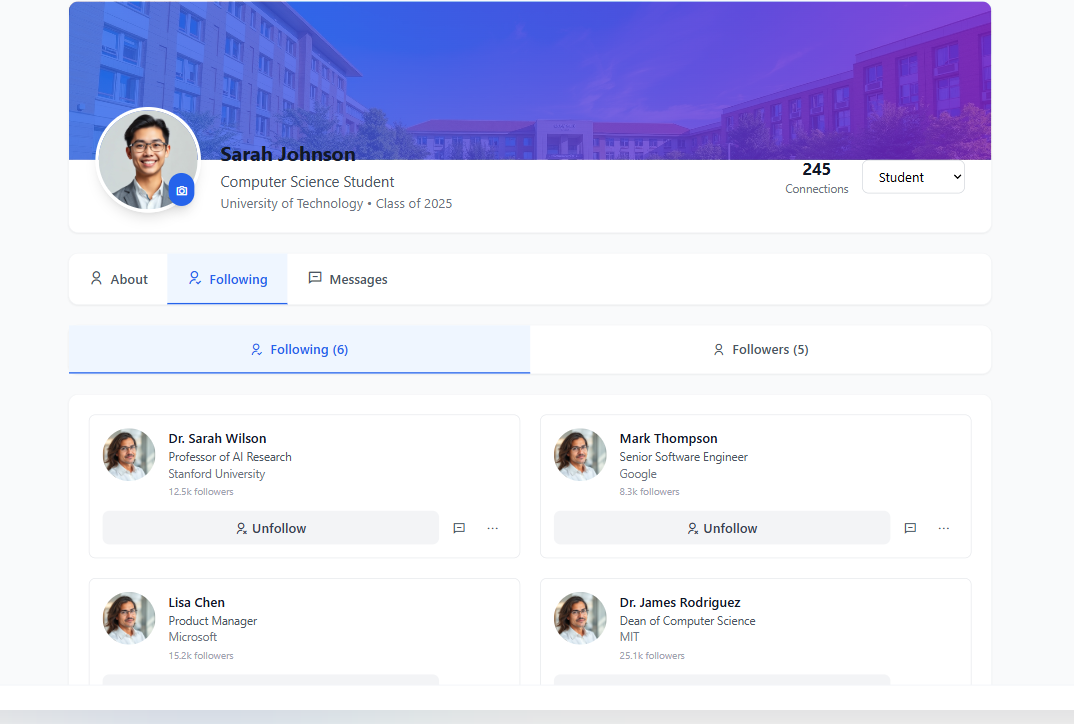 Sarah Johnson
Computer Science Student
University of Technology • Class of 2025
245
Connections
Student
About
Following
Messages
Following (6)
Followers (5)
Dr. Sarah Wilson
Professor of AI Research
Stanford University
12.5k followers
Unfollow
Mark Thompson
Senior Software Engineer
Google
8.3k followers
Unfollow
Lisa Chen
Product Manager
Microsoft
15.2k followers
Dr. James Rodriguez
Dean of Computer Science
MIT
25.1k followers